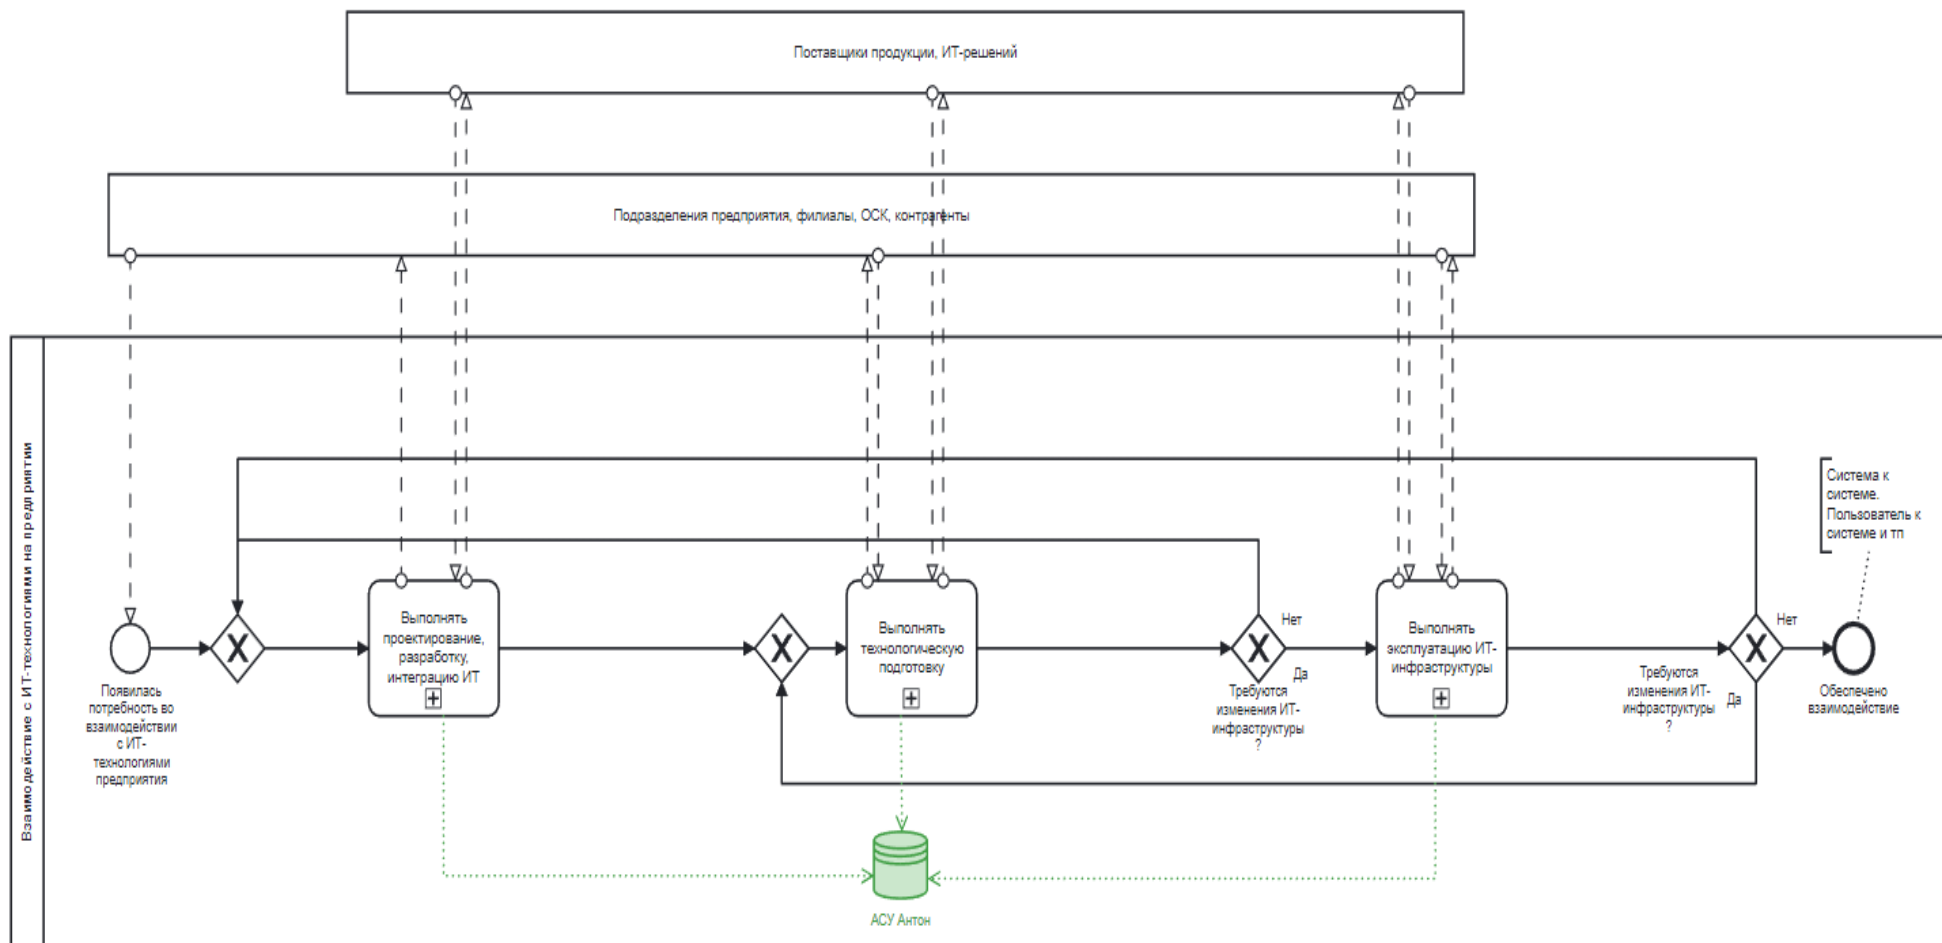 Поставщики продукции, ИТ-решений
Подразделения предприятия, филиалы, ОСК, контрагенты
Взаимодействие с ИТ-технологиями на предприятии
Появилась
потребность во
взаимодействии
с ИТ-
технологиями
предприятия
Выполнять
проектирование,
разработку,
интеграцию ИТ
Выполнять
технологическую
подготовку
Нет
Да
Требуются
изменения ИТ-
инфраструктуры
?
Выполнять
эксплуатацию ИТ-
инфраструктуры
Требуются
изменения ИТ-
инфраструктуры
?
Нет
Да
Система к
системе.
Пользователь к
системе и тп
Обеспечено
взаимодействие
АСУ Антон